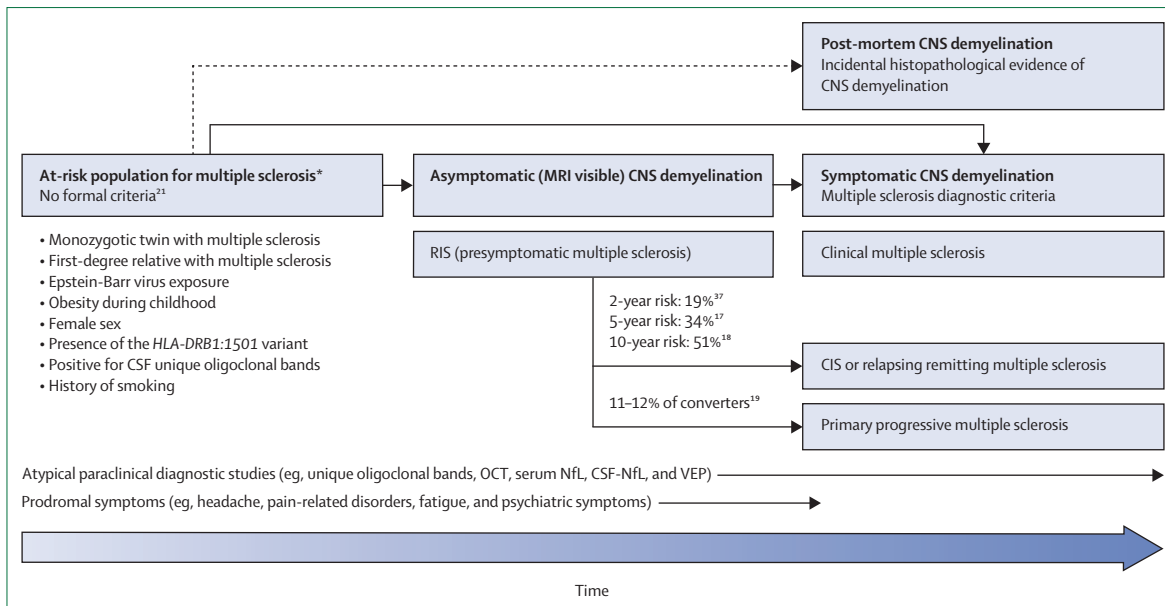 Post-mortem CNS demyelination
Incidental histopathological evidence of
CNS demyelination
At-risk population for multiple sclerosis*
No formal criteria²¹
Asymptomatic (MRI visible) CNS demyelination
Symptomatic CNS demyelination
Multiple sclerosis diagnostic criteria
• Monozygotic twin with multiple sclerosis
• First-degree relative with multiple sclerosis
• Epstein-Barr virus exposure
• Obesity during childhood
• Female sex
• Presence of the HLA-DRB1:1501 variant
• Positive for CSF unique oligoclonal bands
• History of smoking
RIS (presymptomatic multiple sclerosis)
Clinical multiple sclerosis
2-year risk: 19%³⁷
5-year risk: 34%¹⁷
10-year risk: 51%¹⁸
CIS or relapsing remitting multiple sclerosis
11–12% of converters¹⁹
Primary progressive multiple sclerosis
Atypical paraclinical diagnostic studies (eg, unique oligoclonal bands, OCT, serum NfL, CSF-NfL, and VEP)
Prodromal symptoms (eg, headache, pain-related disorders, fatigue, and psychiatric symptoms)
Time